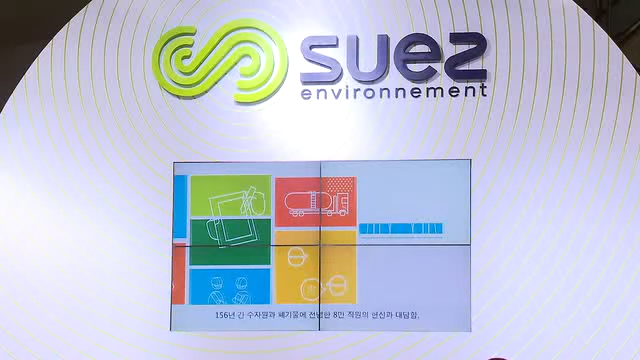 suez
environnement
156년 간 수자원과 폐기물에 전념한 8만 직원의 헌신과 대담함.